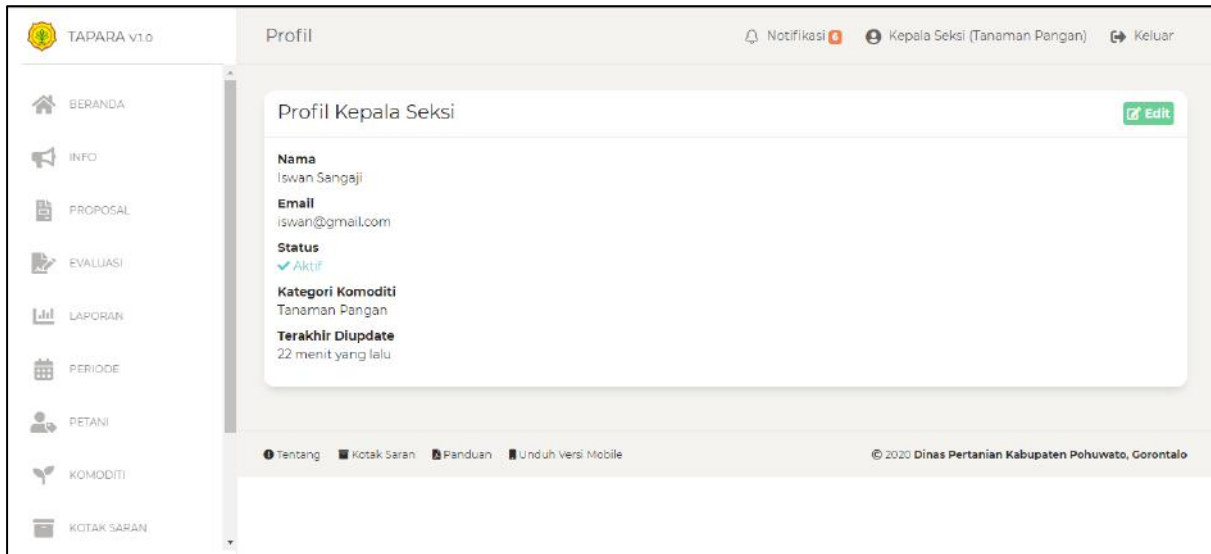 TAPARA V1.0
Profil
Notifikasi 6
Kepala Seksi (Tanaman Pangan)
Keluar
BERANDA
INFO
PROPOSAL
EVALUASI
LAPORAN
PERIODE
PETANI
KOMODITI
KOTAK SARAN
Profil Kepala Seksi
Edit
Nama
Iswan Sangaji
Email
iswan@gmail.com
Status
Aktif
Kategori Komoditi
Tanaman Pangan
Terakhir Diupdate
22 menit yang lalu
Tentang
Kotak Saran
Panduan
Unduh Versi Mobile
© 2020 Dinas Pertanian Kabupaten Pohuwato, Gorontalo